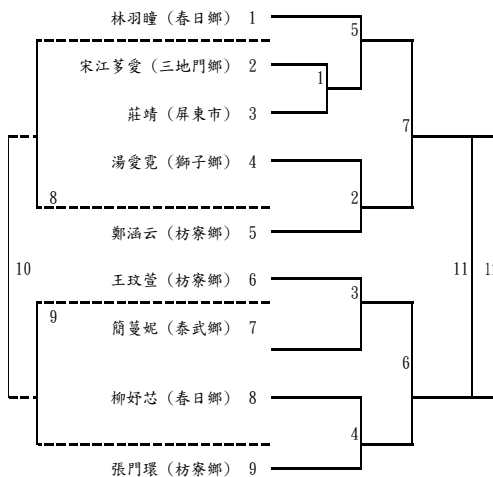 林羽瞳（春日鄉） 1
5
宋江茤愛（三地門鄉） 2
1
莊靖（屏東市） 3
7
湯愛霓（獅子鄉） 4
8
2
鄭涵云（枋寮鄉） 5
10
11
王玟萱（枋寮鄉） 6
3
9
簡蔓妮（泰武鄉） 7
6
柳妤芯（春日鄉） 8
4
張門環（枋寮鄉） 9